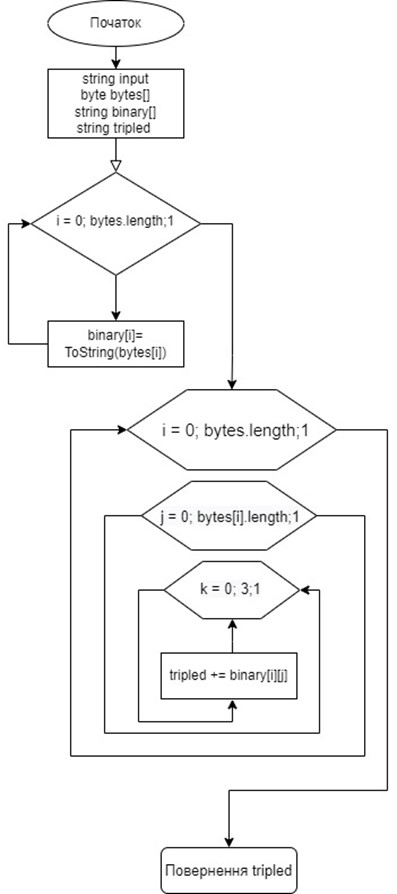 Початок
string input
byte bytes[]
string binary[]
string tripled
i = 0; bytes.length;1
binary[i]=
ToString(bytes[i])
i = 0; bytes.length;1
j = 0; bytes[i].length;1
k = 0; 3;1
tripled += binary[i][j]
Повернення tripled